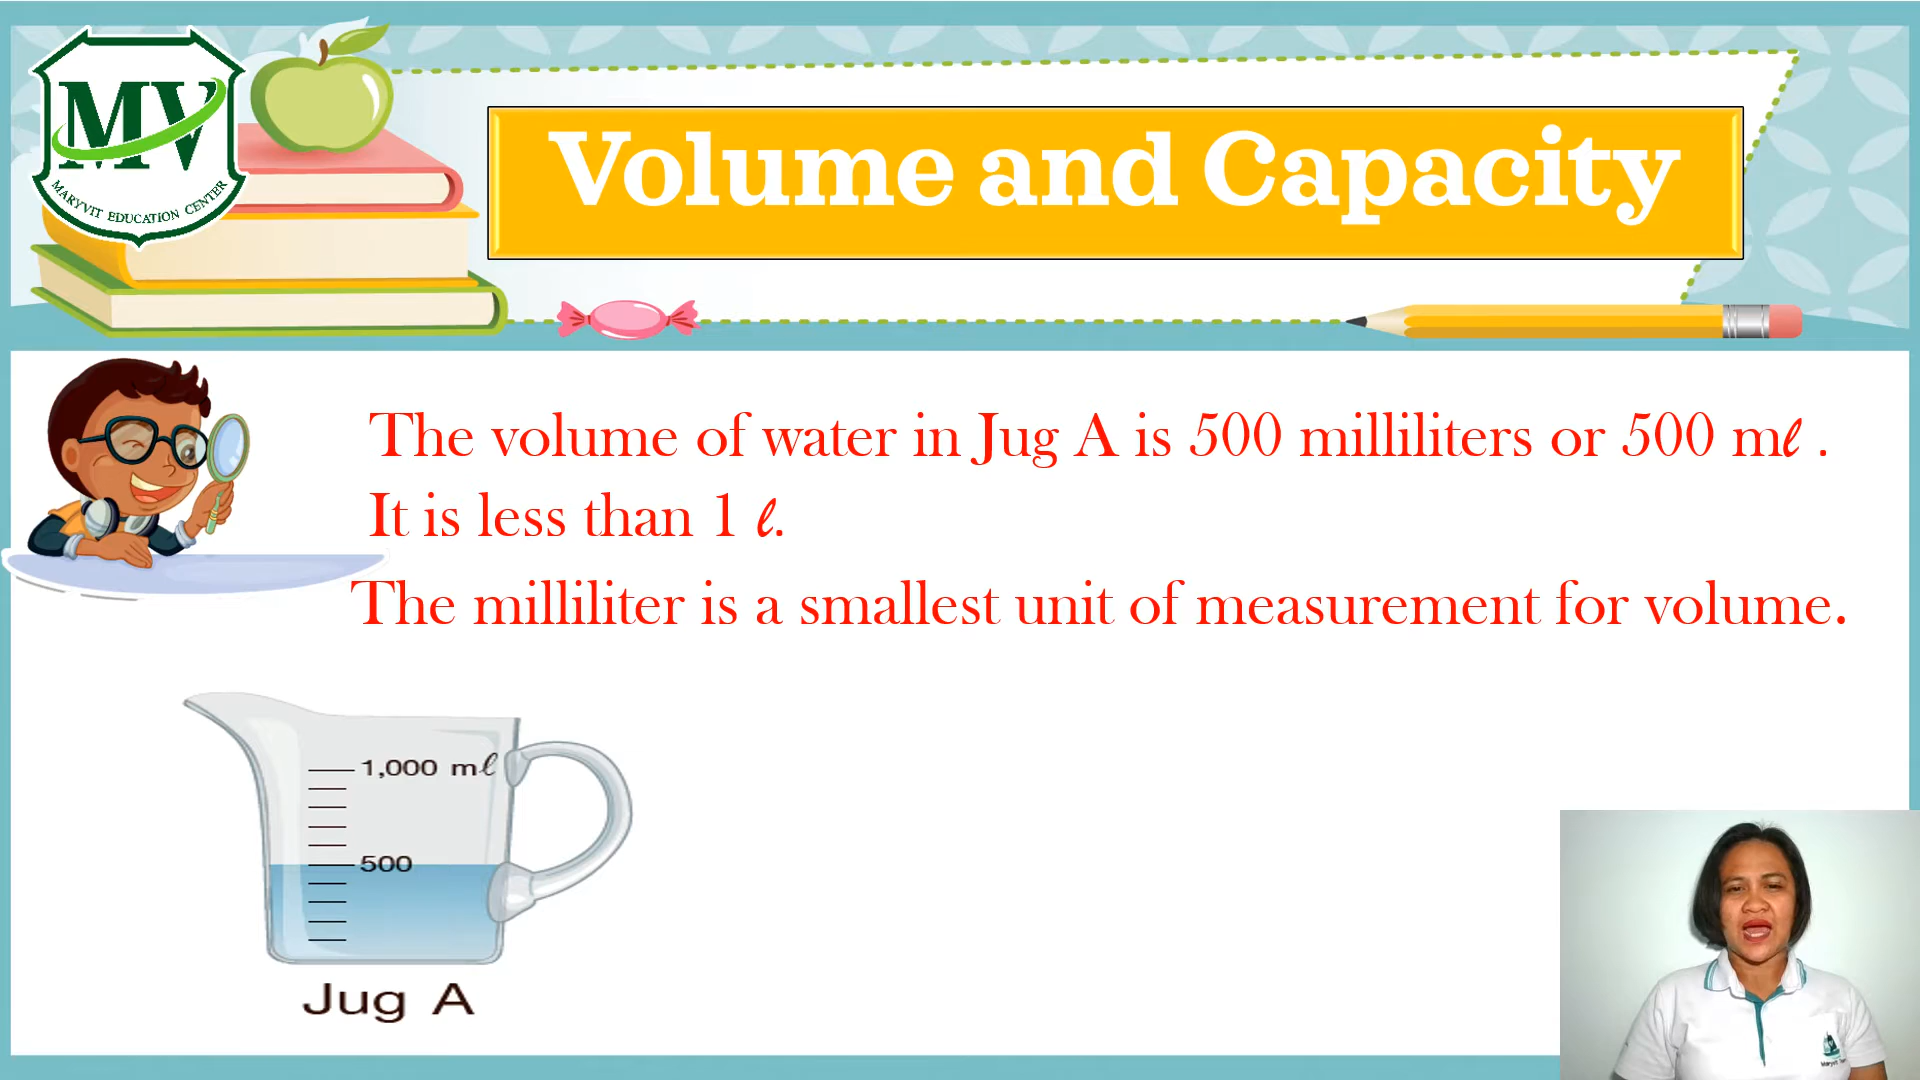 MV
MARYVIT EDUCATION CENTER
Volume and Capacity
The volume of water in Jug A is 500 milliliters or 500 mℓ .
It is less than 1 ℓ.
The milliliter is a smallest unit of measurement for volume.
1,000 mℓ
500
Jug A